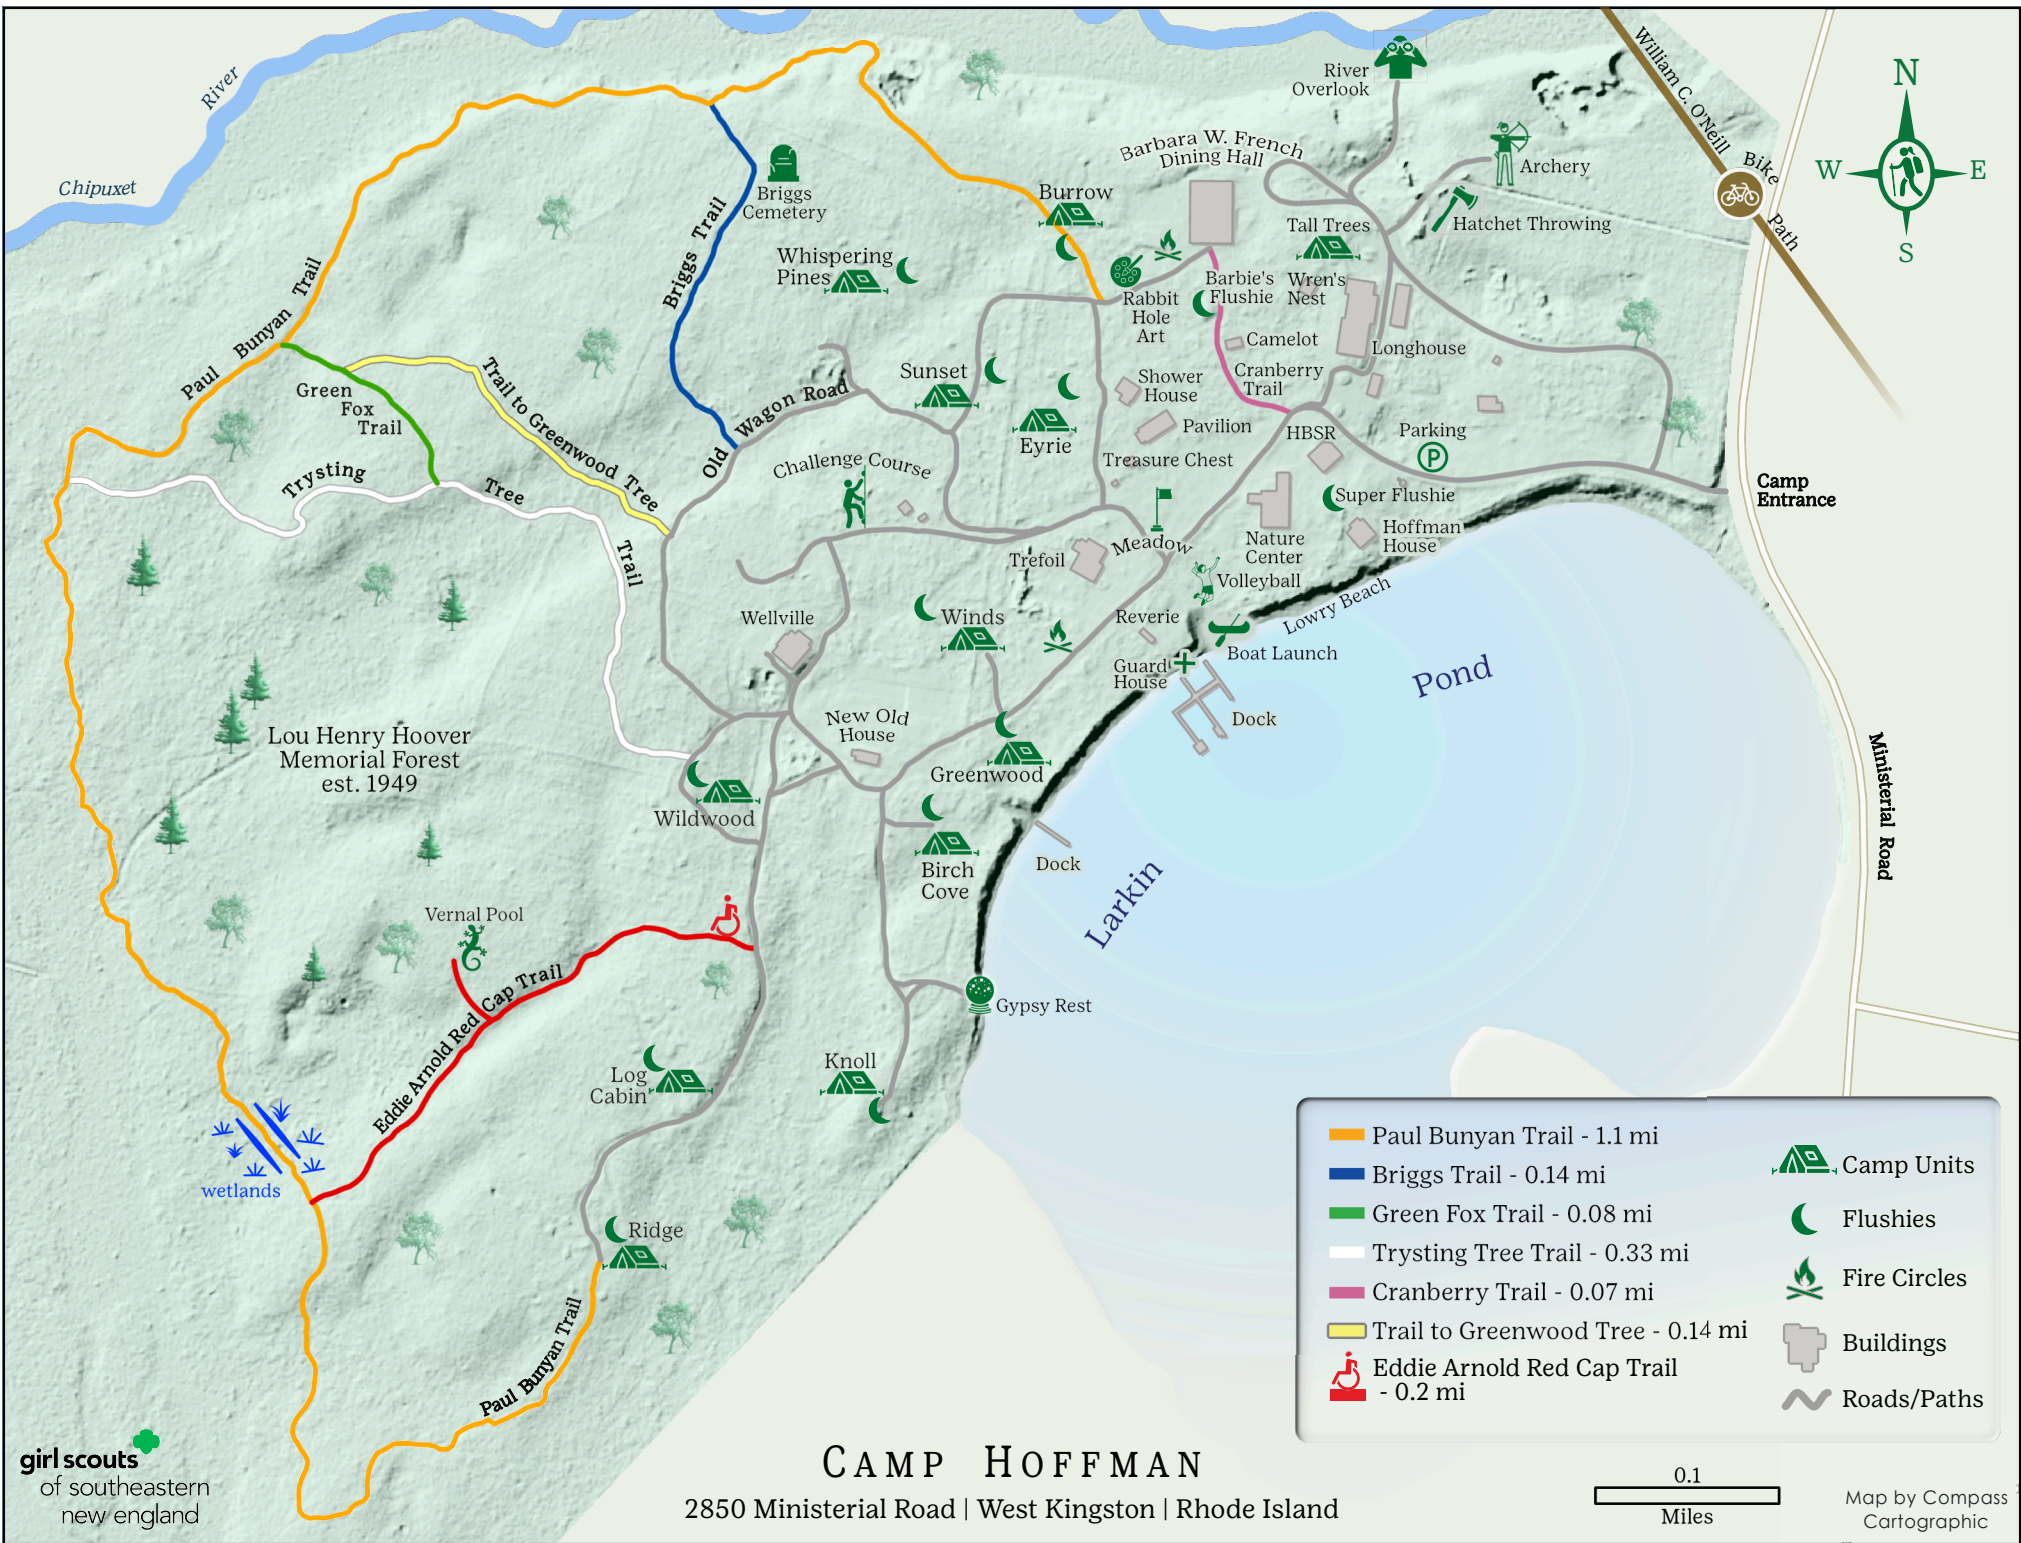 River
Chipuxet
River
Overlook
William C. O'Neill
Bike
Path
N
W
E
S
Barbara W. French
Dining Hall
Archery
Hatchet Throwing
Briggs
Cemetery
Burrow
Tall Trees
Whispering
Pines
Briggs Trail
Paul Bunyan Trail
Rabbit
Hole
Art
Barbie's
Flushie
Wren's
Nest
Camelot
Longhouse
Green
Fox
Trail
Trail to Greenwood Tree
Sunset
Eyrie
Shower
House
Cranberry
Trail
Old Wagon Road
Pavilion
HBSR
Parking
P
Treasure Chest
Challenge Course
Trysting Tree Trail
Super Flushie
Camp
Entrance
Hoffman
House
Nature
Center
Meadow
Trefoil
Volleyball
Lowry Beach
Wellville
Winds
Reverie
Boat Launch
Guard
House
Dock
Pond
Lou Henry Hoover
Memorial Forest
est. 1949
New Old
House
Greenwood
Wildwood
Ministerial Road
Birch
Cove
Dock
Larkin
Vernal Pool
Eddie Arnold Red Cap Trail
Gypsy Rest
Log
Cabin
Knoll
wetlands
Ridge
Paul Bunyan Trail
Paul Bunyan Trail - 1.1 mi
Briggs Trail - 0.14 mi
Green Fox Trail - 0.08 mi
Trysting Tree Trail - 0.33 mi
Cranberry Trail - 0.07 mi
Trail to Greenwood Tree - 0.14 mi
Eddie Arnold Red Cap Trail
- 0.2 mi
Camp Units
Flushies
Fire Circles
Buildings
Roads/Paths
girl scouts
of southeastern
new england
CAMP HOFFMAN
2850 Ministerial Road | West Kingston | Rhode Island
0.1
Miles
Map by Compass
Cartographic